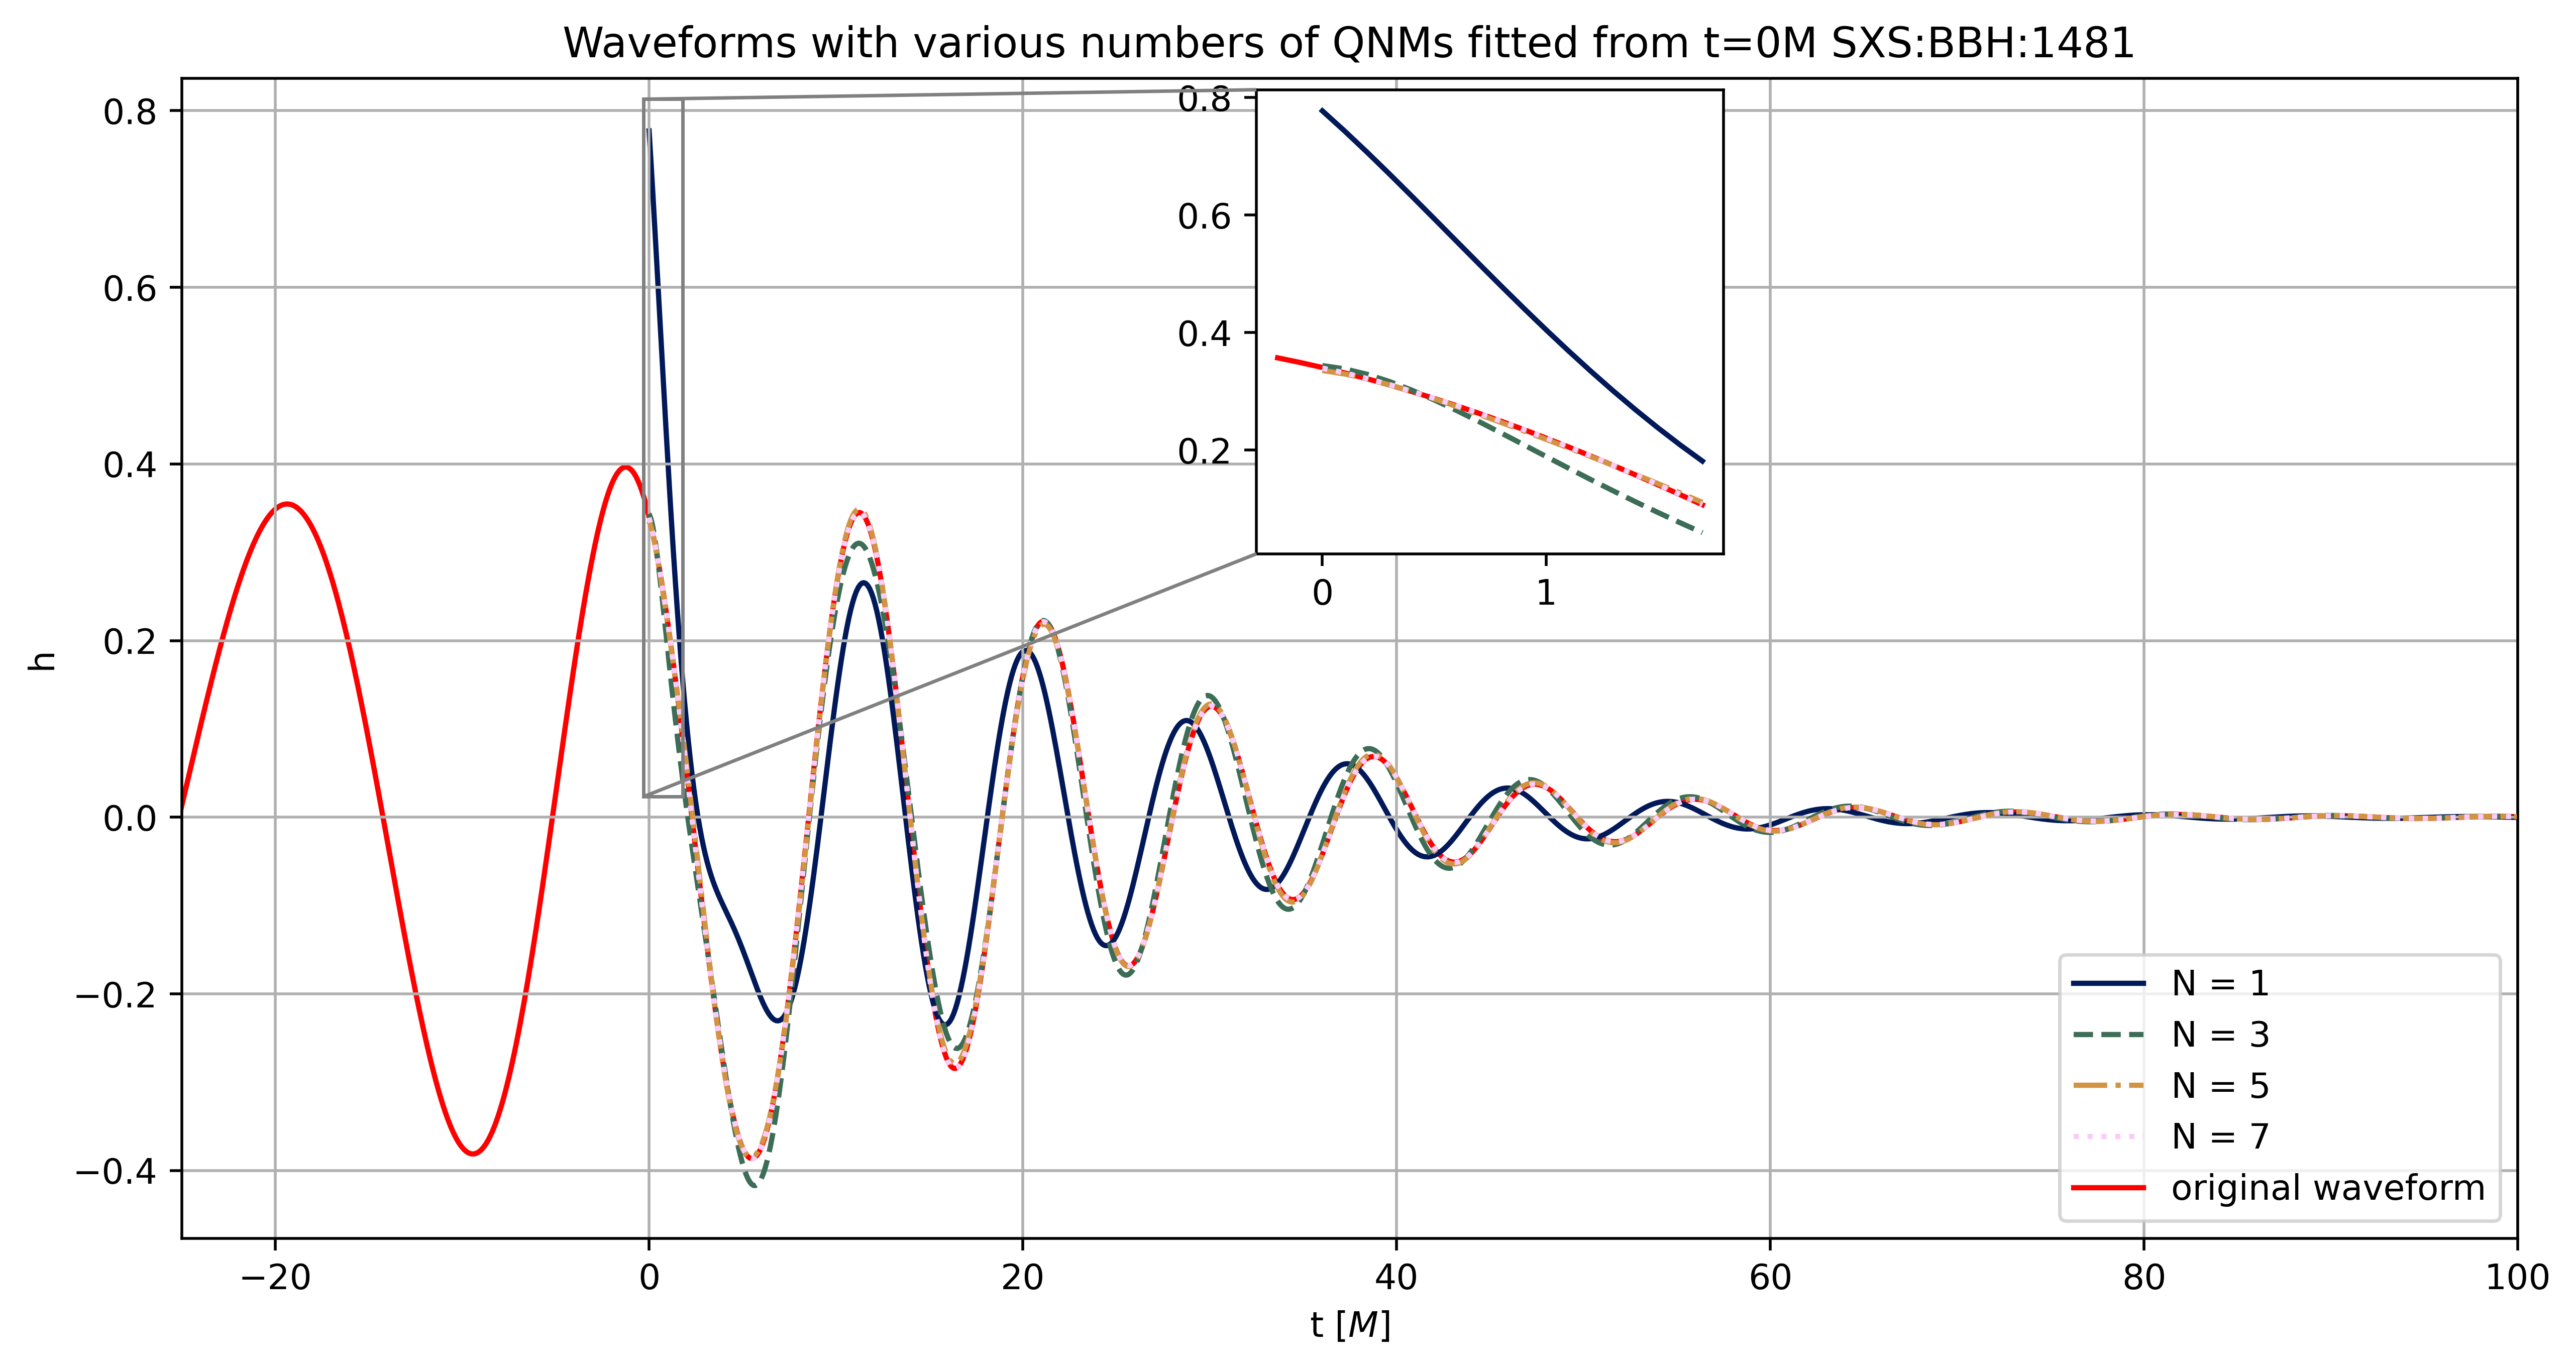 Waveforms with various numbers of QNMs fitted from t=0M SXS:BBH:1481
h
0.8
0.6
0.4
0.2
0.0
−0.2
−0.4
0.8
0.6
0.4
0.2
0 1
N = 1
N = 3
N = 5
N = 7
original waveform
−20 0 20 40 60 80 100
t [M]